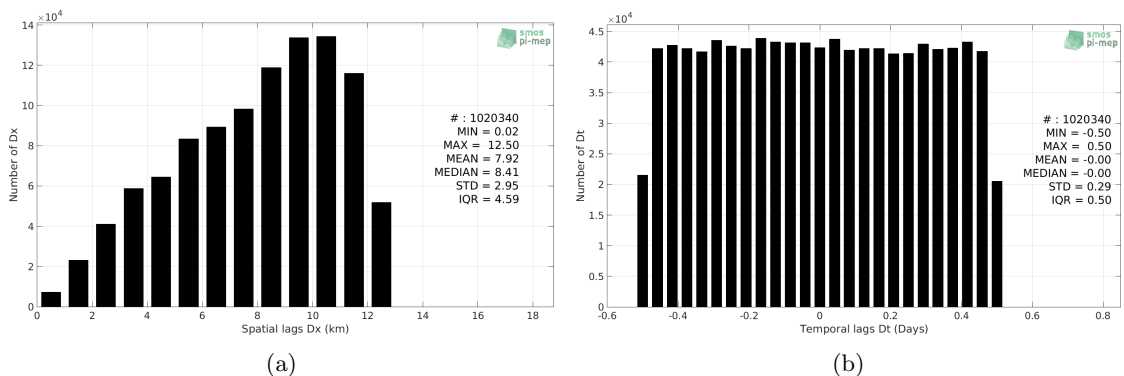 ×10⁴
14
12
10
8
6
4
2
0
Number of Dx
smos
pi-mep
# : 1020340
MIN = 0.02
MAX = 12.50
MEAN = 7.92
MEDIAN = 8.41
STD = 2.95
IQR = 4.59
0 2 4 6 8 10 12 14 16 18
Spatial lags Dx (km)
(a)
×10⁴
4.5
4
3.5
3
2.5
2
1.5
1
0.5
0
Number of Dt
smos
pi-mep
# : 1020340
MIN = -0.50
MAX = 0.50
MEAN = -0.00
MEDIAN = -0.00
STD = 0.29
IQR = 0.50
-0.6 -0.4 -0.2 0 0.2 0.4 0.6 0.8
Temporal lags Dt (Days)
(b)